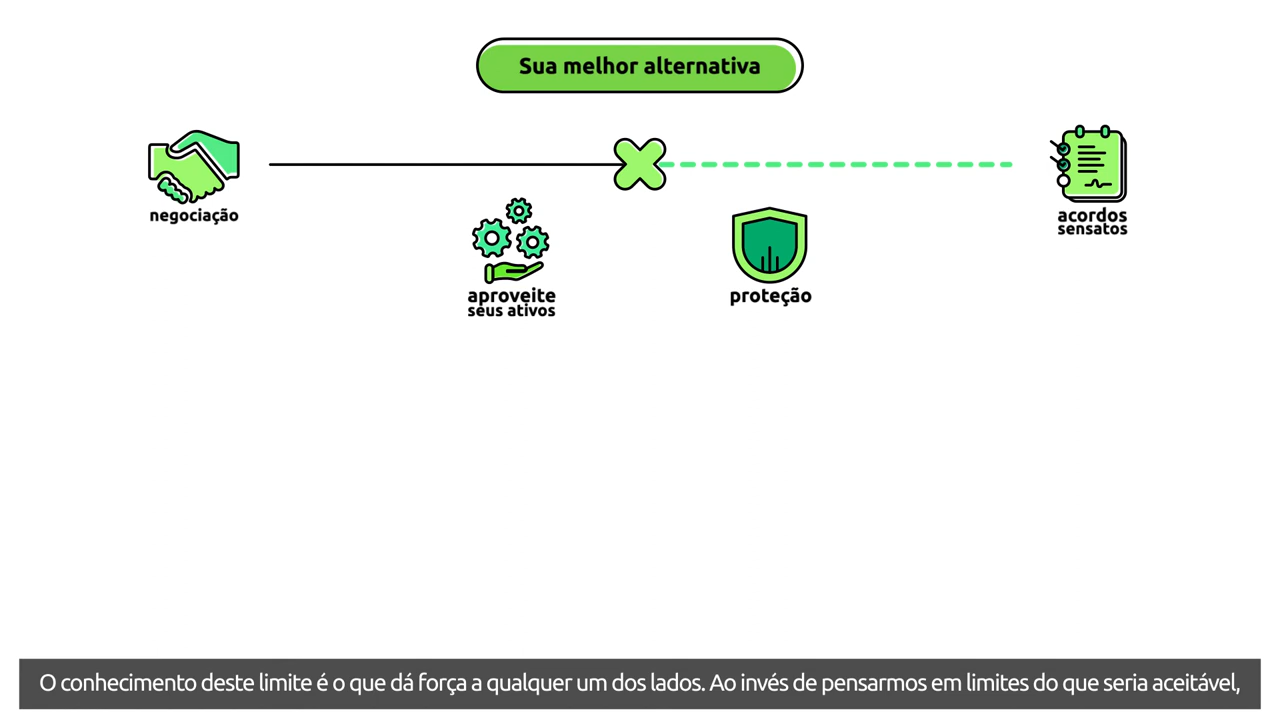 Sua melhor alternativa
negociação
acordos
sensatos
aproveite
seus ativos
proteção
O conhecimento deste limite é o que dá força a qualquer um dos lados. Ao invés de pensarmos em limites do que seria aceitável,